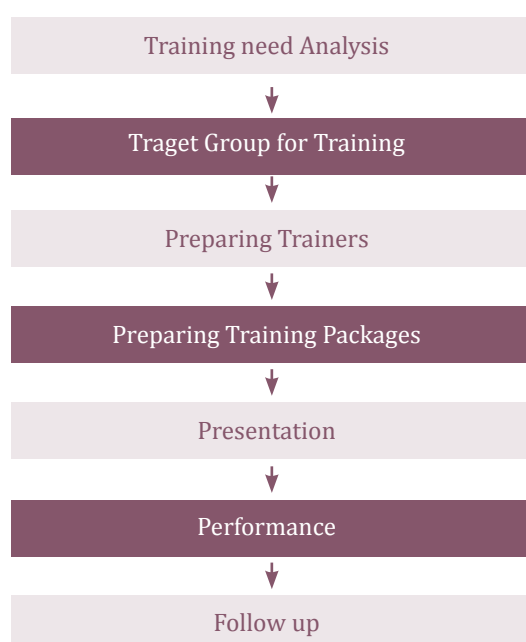 Training need Analysis
Traget Group for Training
Preparing Trainers
Preparing Training Packages
Presentation
Performance
Follow up